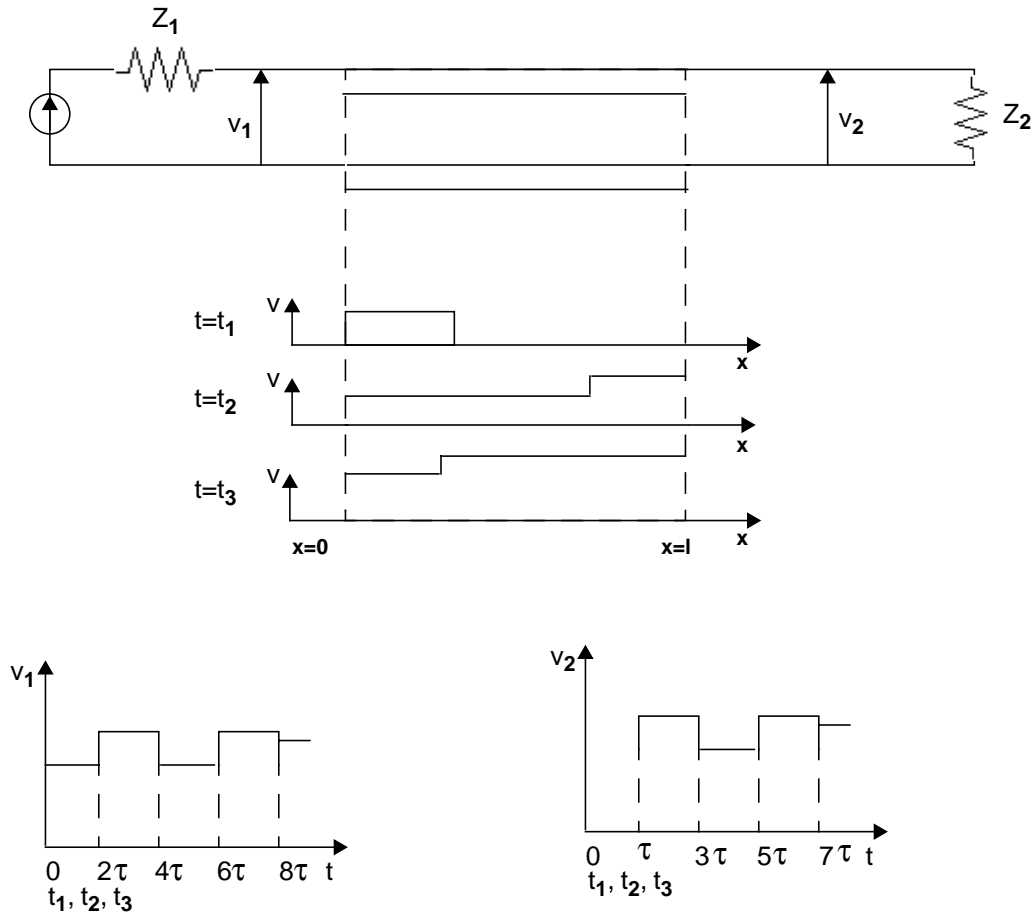 Z1
v1
v2
Z2
t=t1
v
x
t=t2
v
x
t=t3
v
x
x=0
x=l
v1
0 2τ 4τ 6τ 8τ t
t1, t2, t3
v2
0 τ 3τ 5τ 7τ t
t1, t2, t3